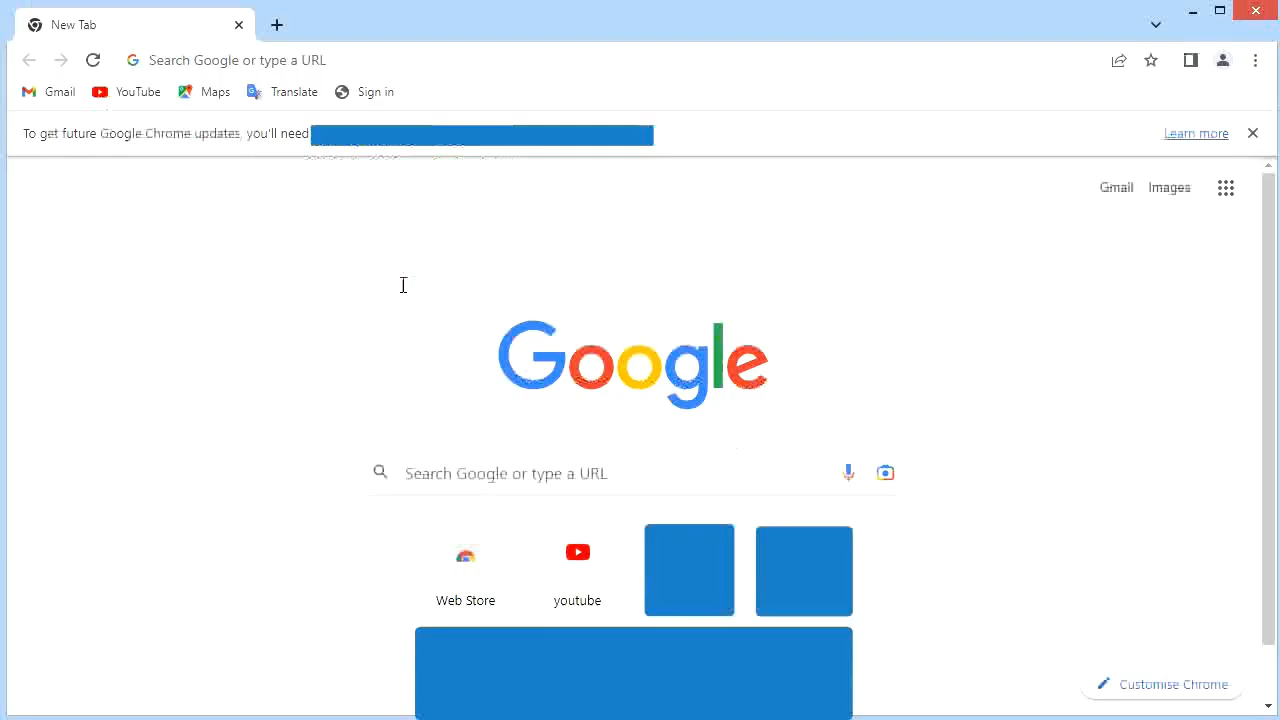 New Tab
Search Google or type a URL
Gmail YouTube Maps Translate Sign in
To get future Google Chrome updates, you'll need
Learn more
Gmail Images
Google
Search Google or type a URL
Web Store youtube
Customise Chrome